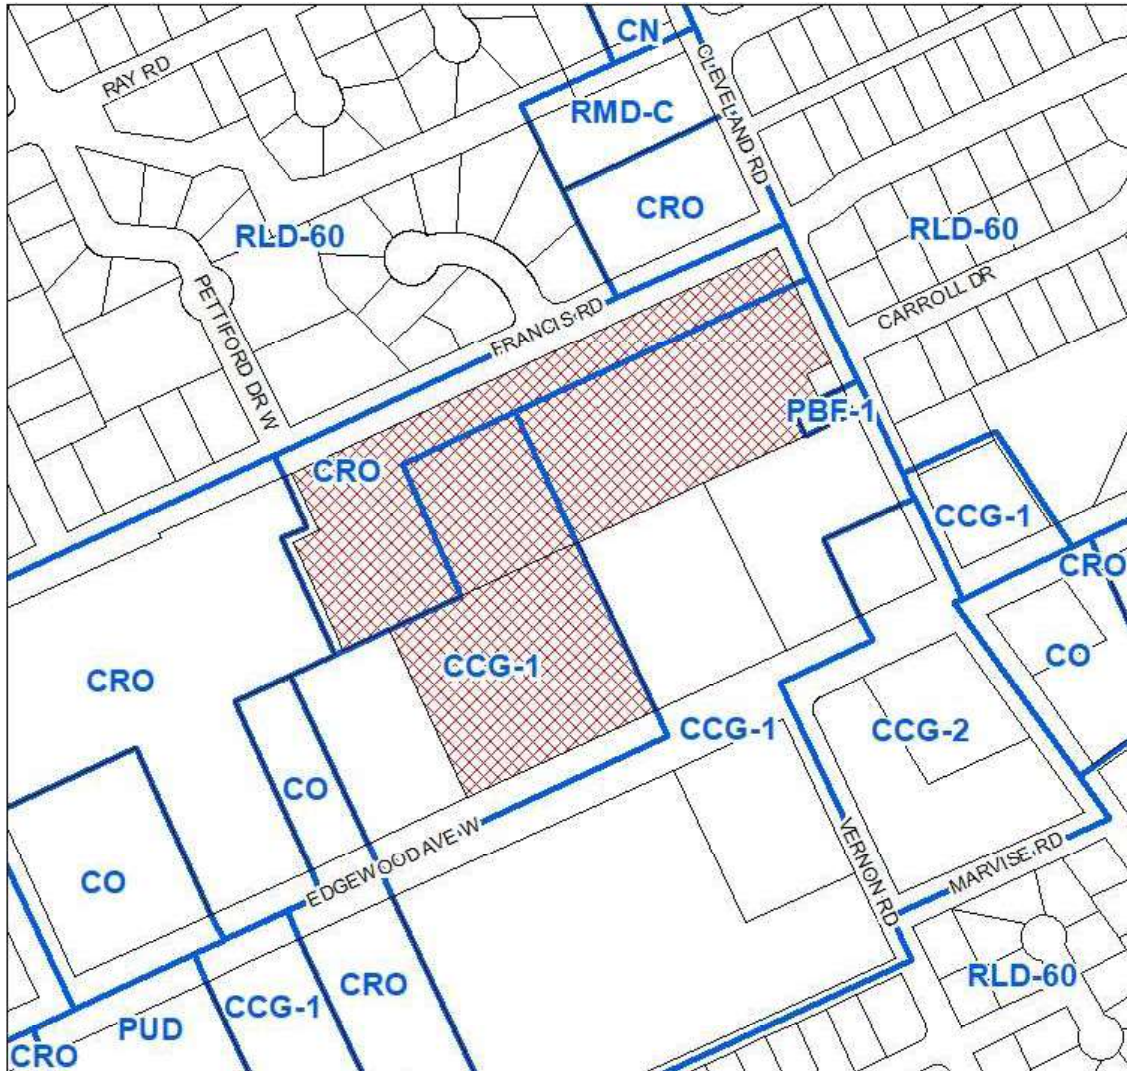 CN
RAY RD
CLEVELAND RD
RMD-C
CRO
RLD-60
RLD-60
PETTIFORD DR W
CARROLL DR
FRANCIS RD
PBF-1
CRO
CCG-1
CRO
CO
CCG-1
CRO
CCG-1
CCG-2
CO
VERNON RD
EDGEWOOD AVE W
MARVISE RD
CO
RLD-60
CRO
CCG-1
PUD
CRO